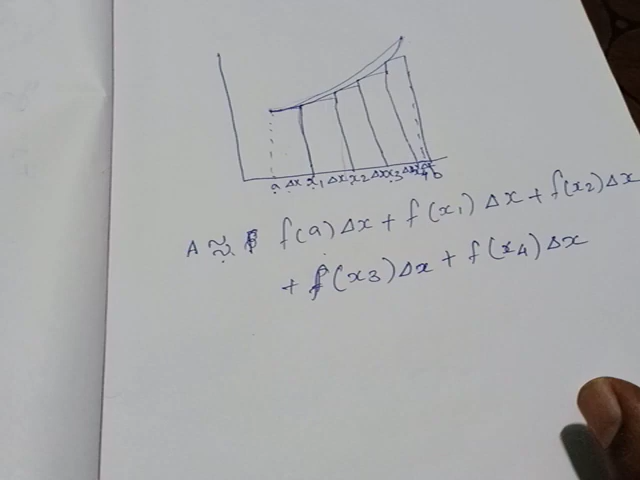 a Δx x1 Δx x2 Δx x3 Δx x4 b
A ≈ f(a) Δx + f(x1) Δx + f(x2) Δx
+ f(x3) Δx + f(x4) Δx